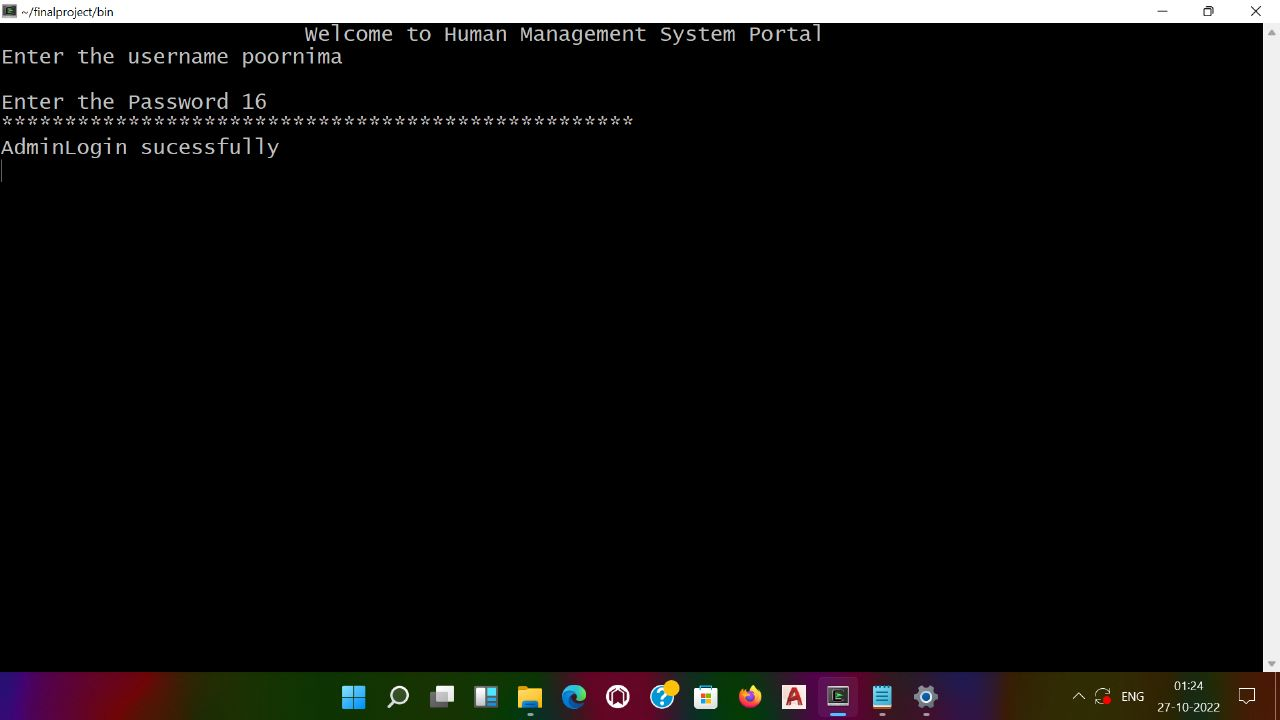 ~/finalproject/bin
Welcome to Human Management System Portal
Enter the username poornima
Enter the Password 16
**************************************************
AdminLogin sucessfully
ENG
01:24
27-10-2022